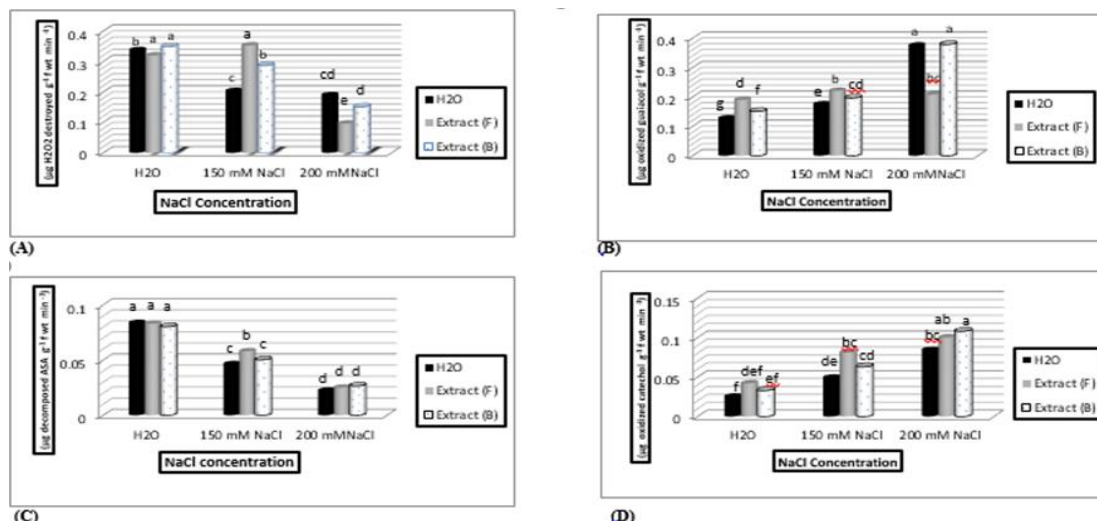 (µg H2O2 destroyed g⁻¹ f wt min⁻¹)
0.4
0.3
0.2
0.1
0
b a a
c a b
cd e d
H2O 150 mM NaCl 200 mMNaCl
NaCl Concentration
H2O
Extract (F)
Extract (B)
(A)
(µg oxidized guaiacol g⁻¹ f wt min⁻¹)
0.4
0.3
0.2
0.1
0
g d f
e b cd
a bc a
H2O 150 mM NaCl 200 mMNaCl
NaCl Concentration
H2O
Extract (F)
Extract (B)
(B)
(µg decomposed ASA g⁻¹ f wt min⁻¹)
0.1
0.05
0
a a a
c b c
d d d
H2O 150 mM NaCl 200 mMNaCl
NaCl concentration
H2O
Extract (F)
Extract (B)
(C)
(µg oxidized catechol g⁻¹ f wt min⁻¹)
0.15
0.1
0.05
0
f def ef
de bc cd
bc ab a
H2O 150 mM NaCl 200 mM NaCl
NaCl Concentration
H2O
Extract (F)
Extract (B)
(D)